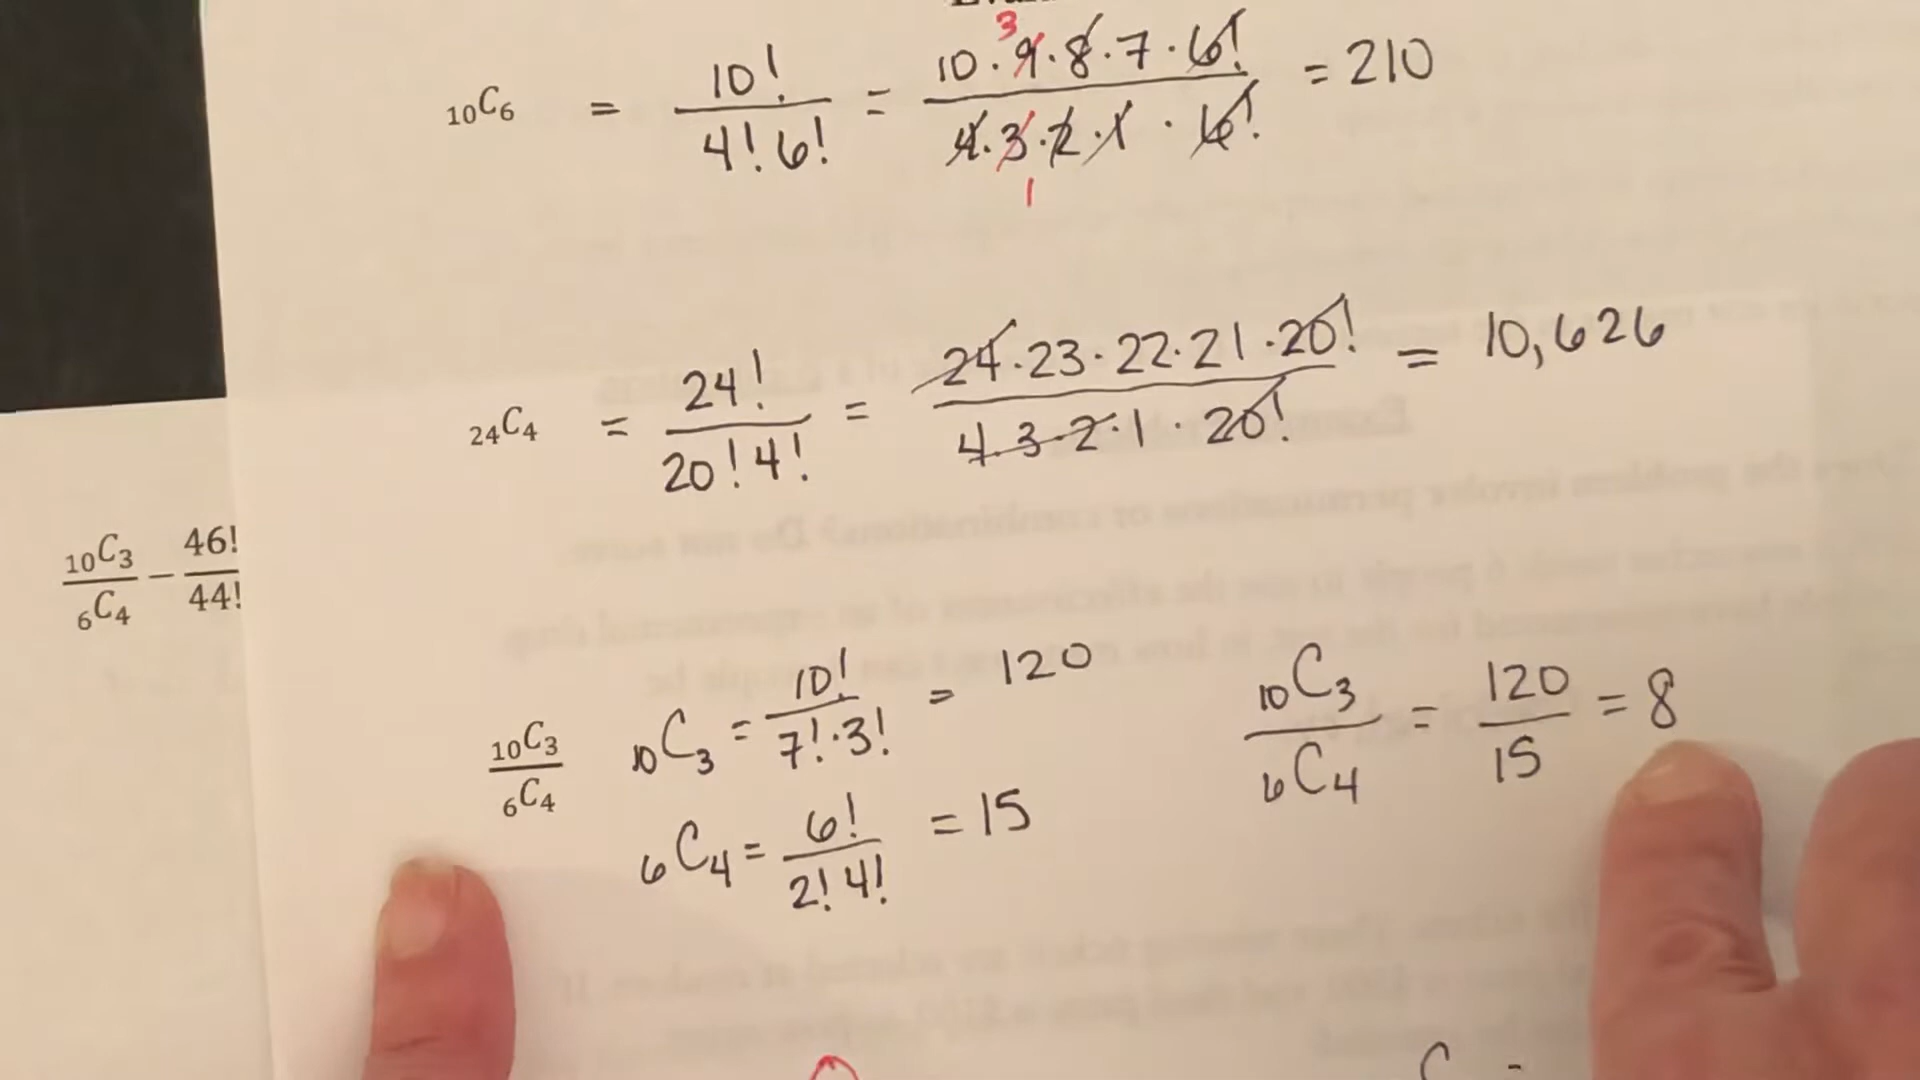 ₁₀C₆ = 10!/(4!6!) = (10·9·8·7·6!)/(4·3·2·1·6!) = 210
3
1
₂₄C₄ = 24!/(20!4!) = (24·23·22·21·20!)/(4·3·2·1·20!) = 10,626
₁₀C₃/₆C₄ − 46!/44!
₁₀C₃/₆C₄
₁₀C₃ = 10!/(7!·3!) = 120
₆C₄ = 6!/(2!4!) = 15
₁₀C₃/₆C₄ = 120/15 = 8